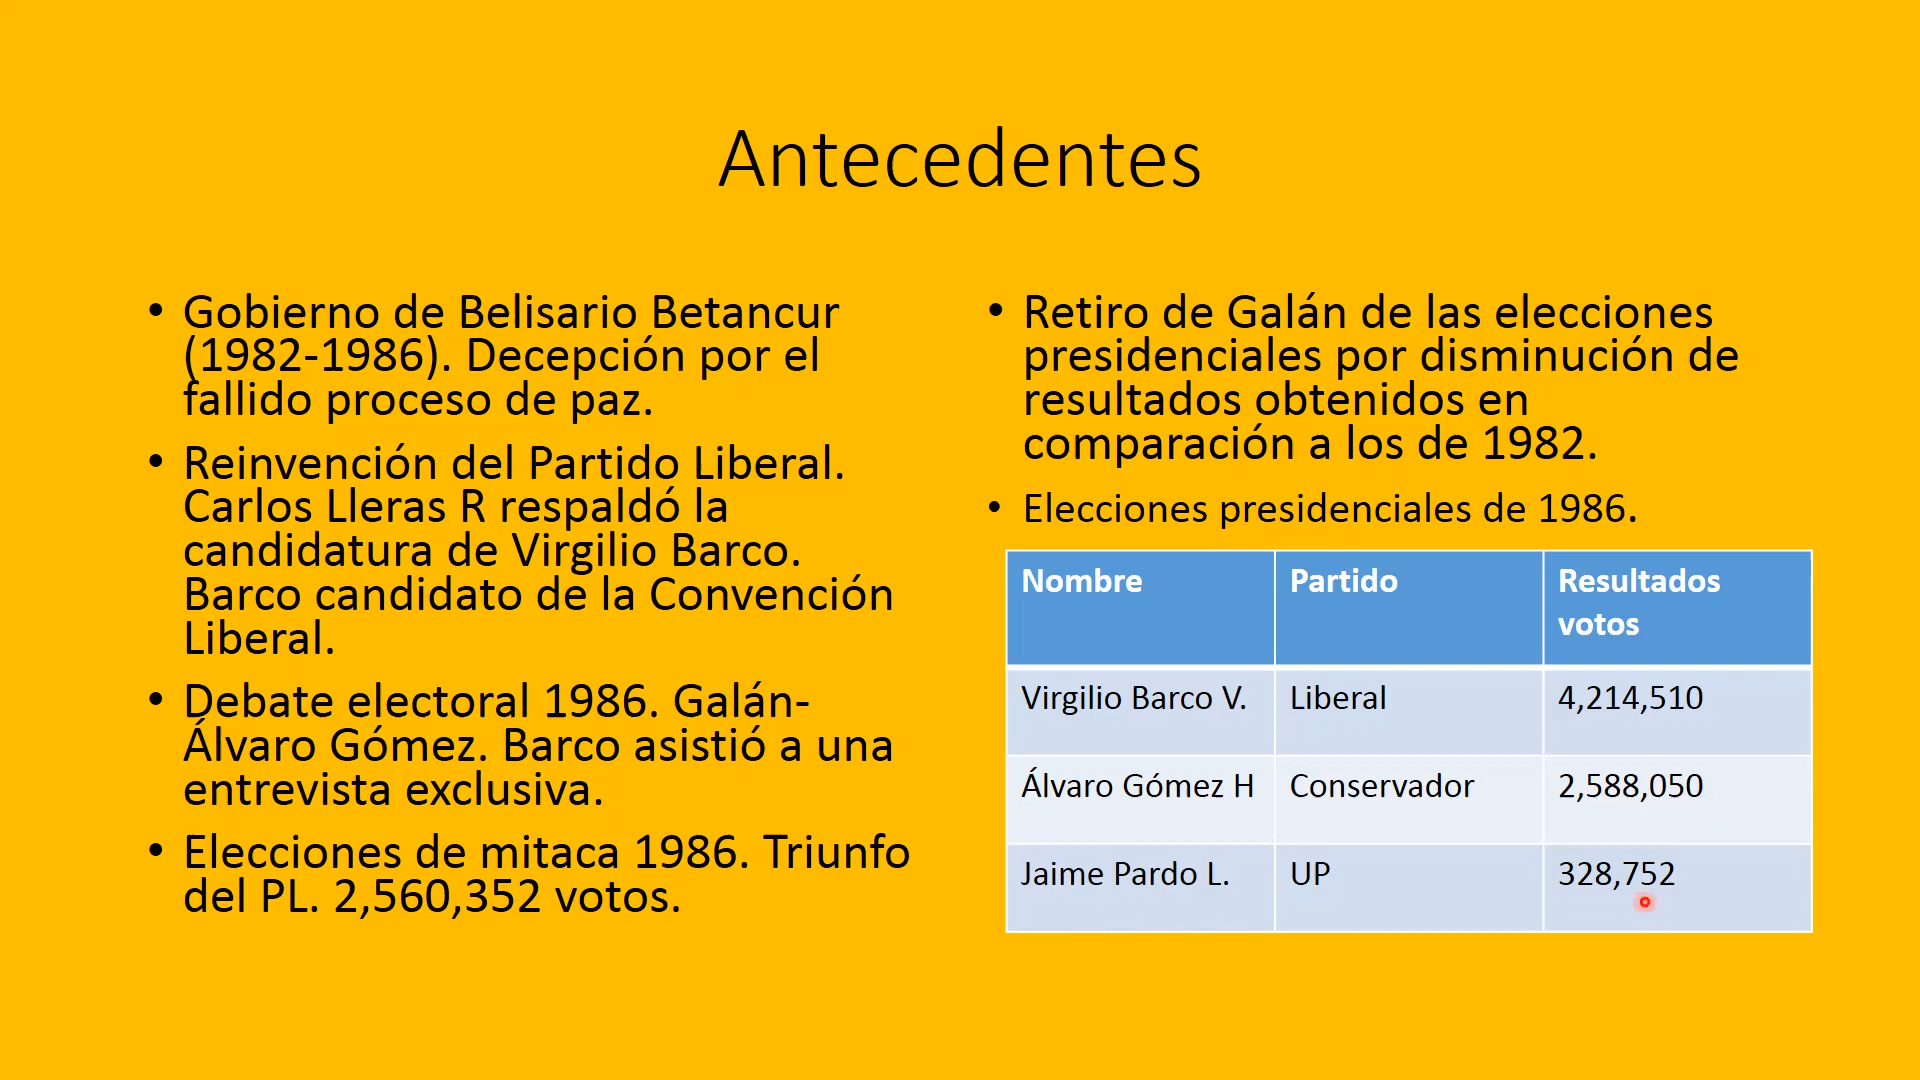 Antecedentes
• Gobierno de Belisario Betancur
(1982-1986). Decepción por el
fallido proceso de paz.
• Reinvención del Partido Liberal.
Carlos Lleras R respaldó la
candidatura de Virgilio Barco.
Barco candidato de la Convención
Liberal.
• Debate electoral 1986. Galán-
Álvaro Gómez. Barco asistió a una
entrevista exclusiva.
• Elecciones de mitaca 1986. Triunfo
del PL. 2,560,352 votos.
• Retiro de Galán de las elecciones
presidenciales por disminución de
resultados obtenidos en
comparación a los de 1982.
• Elecciones presidenciales de 1986.
Nombre Partido Resultados
votos
Virgilio Barco V. Liberal 4,214,510
Álvaro Gómez H Conservador 2,588,050
Jaime Pardo L. UP 328,752